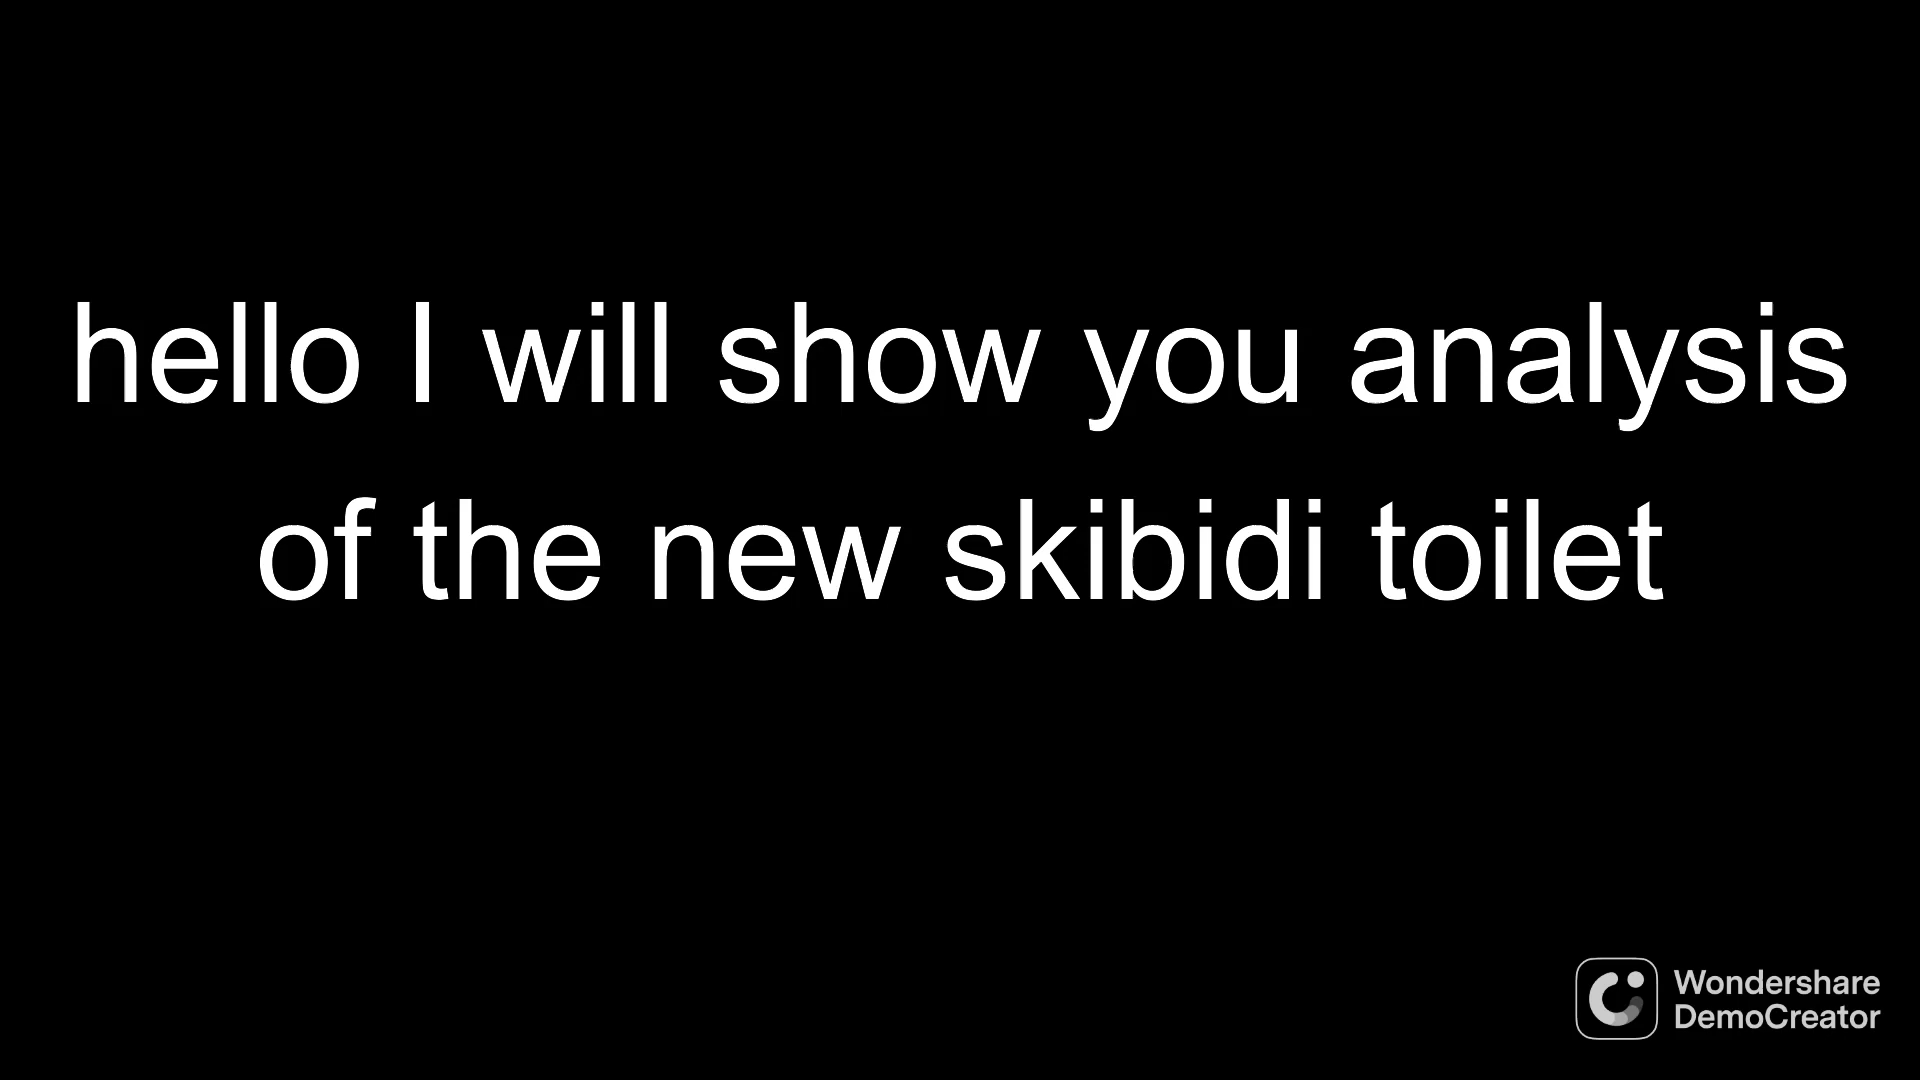 hello I will show you analysis
of the new skibidi toilet
Wondershare
DemoCreator